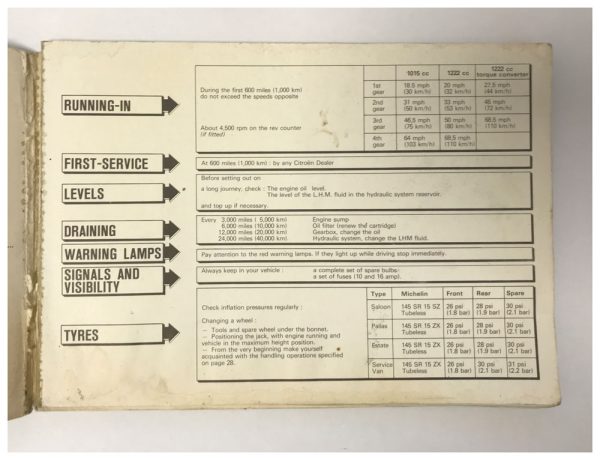 RUNNING-IN
During the first 600 miles (1,000 km)
do not exceed the speeds opposite
About 4,500 rpm on the rev counter
(if fitted)
1015 cc 1222 cc 1222 cc
torque converter
1st gear 18,5 mph (30 km/h) 20 mph (32 km/h) 27,5 mph (44 km/h)
2nd gear 31 mph (50 km/h) 33 mph (53 km/h) 45 mph (72 km/h)
3rd gear 46,5 mph (75 km/h) 50 mph (80 km/h) 68,5 mph (110 km/h)
4th gear 64 mph (103 km/h) 68,5 mph (110 km/h)
FIRST-SERVICE
At 600 miles (1,000 km) : by any Citroën Dealer
LEVELS
Before setting out on
a long journey, check : The engine oil level.
The level of the L.H.M. fluid in the hydraulic system reservoir.
and top up if necessary.
DRAINING
Every 3,000 miles ( 5,000 km) Engine sump
6,000 miles (10,000 km) Oil filter (renew the cartridge)
12,000 miles (20,000 km) Gearbox, change the oil
24,000 miles (40,000 km) Hydraulic system, change the LHM fluid.
WARNING LAMPS
Pay attention to the red warning lamps. If they light up while driving stop immediately.
SIGNALS AND
VISIBILITY
Always keep in your vehicle : a complete set of spare bulbs
a set of fuses (10 and 16 amp).
TYRES
Check inflation pressures regularly :
Changing a wheel :
— Tools and spare wheel under the bonnet.
— Positioning the jack, with engine running and
vehicle in the maximum height position.
— From the very beginning make yourself
acquainted with the handling operations specified
on page 28.
Type Michelin Front Rear Spare
Saloon 145 SR 15 SZ Tubeless 26 psi (1.8 bar) 28 psi (1.9 bar) 30 psi (2.1 bar)
Pallas 145 SR 15 ZX Tubeless 26 psi (1.8 bar) 28 psi (1.9 bar) 30 psi (2.1 bar)
Estate 145 SR 15 ZX Tubeless 26 psi (1.8 bar) 28 psi (1.9 bar) 30 psi (2.1 bar)
Service Van 145 SR 15 ZX Tubeless 26 psi (1.8 bar) 30 psi (2.1 bar) 31 psi (2.2 bar)